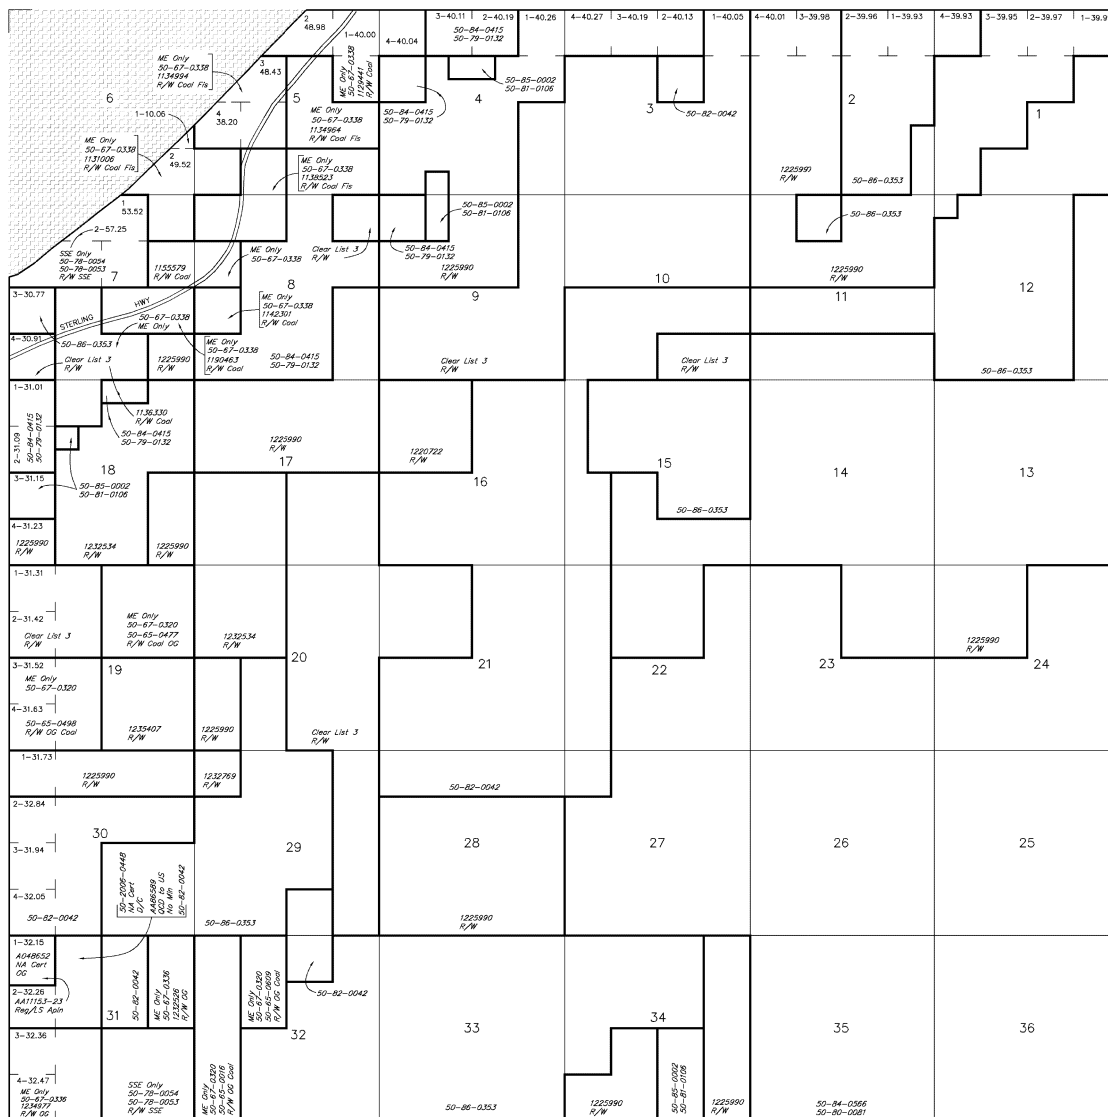 2
48.98
1-40.00
4-40.04
3-40.11
2-40.19
1-40.26
4-40.27
3-40.19
2-40.13
1-40.05
4-40.01
3-39.98
2-39.96
1-39.93
4-39.93
3-39.95
2-39.97
1-39.9
50-84-0415
50-79-0132
ME Only
50-67-0338
1134994
R/W Coal Fls
3
48.43
ME Only
50-67-0338
1129441
R/W Coal
50-85-0002
50-81-0106
6
5
4
3
2
1
4
38.20
1-10.06
ME Only
50-67-0338
1134964
R/W Coal Fls
50-84-0415
50-79-0132
50-82-0042
ME Only
50-67-0338
1131006
R/W Coal Fls
2
49.52
ME Only
50-67-0338
1138523
R/W Coal Fls
1225990
R/W
50-86-0353
1
53.52
2-57.25
50-85-0002
50-81-0106
50-86-0353
SSE Only
50-78-0054
50-78-0053
R/W SSE
ME Only
50-67-0338
Clear List 3
R/W
50-84-0415
50-79-0132
7
1155579
R/W Coal
8
1225990
R/W
9
10
1225990
R/W
11
12
3-30.77
STERLING
HWY
50-67-0338
ME Only
ME Only
50-67-0338
1142301
R/W Coal
4-30.91
50-86-0353
Clear List 3
R/W
1225990
R/W
ME Only
50-67-0338
1190463
R/W Coal
50-84-0415
50-79-0132
Clear List 3
R/W
Clear List 3
R/W
50-86-0353
1-31.01
2-31.09
50-84-0415
50-79-0132
1136330
R/W Coal
50-84-0415
50-79-0132
1225990
R/W
17
1220722
R/W
16
15
14
13
18
3-31.15
50-85-0002
50-81-0106
50-86-0353
4-31.23
1225990
R/W
1232534
R/W
1225990
R/W
1-31.31
2-31.42
Clear List 3
R/W
ME Only
50-67-0320
50-65-0477
R/W Coal OG
1232534
R/W
1225990
R/W
3-31.52
ME Only
50-67-0320
19
20
21
22
23
24
4-31.63
50-65-0498
R/W OG Coal
1235407
R/W
1225990
R/W
Clear List 3
R/W
1-31.73
1225990
R/W
1232769
R/W
50-82-0042
2-32.84
30
3-31.94
29
28
27
26
25
50-2006-0448
NA Cert
D/C
AA86589
QCD to US
No Min
50-82-0042
4-32.05
50-82-0042
50-86-0353
1225990
R/W
1-32.15
A048652
NA Cert
OG
2-32.26
AA11153-23
Reg/LS Apln
31
50-82-0042
ME Only
50-67-0336
1232526
R/W OG
ME Only
50-67-0320
50-65-0609
R/W OG Coal
50-82-0042
32
33
34
35
36
3-32.36
4-32.47
ME Only
50-67-0336
1234977
R/W OG
SSE Only
50-78-0054
50-78-0053
R/W SSE
ME Only
50-67-0320
50-65-0016
R/W OG Coal
50-86-0353
1225990
R/W
50-85-0002
50-81-0106
1225990
R/W
50-84-0566
50-80-0081